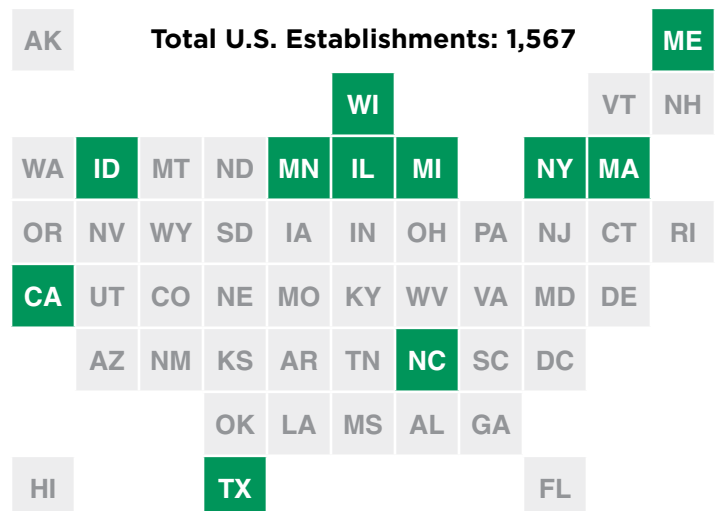 AK Total U.S. Establishments: 1,567 ME
WI VT NH
WA ID MT ND MN IL MI NY MA
OR NV WY SD IA IN OH PA NJ CT RI
CA UT CO NE MO KY WV VA MD DE
AZ NM KS AR TN NC SC DC
OK LA MS AL GA
HI TX FL